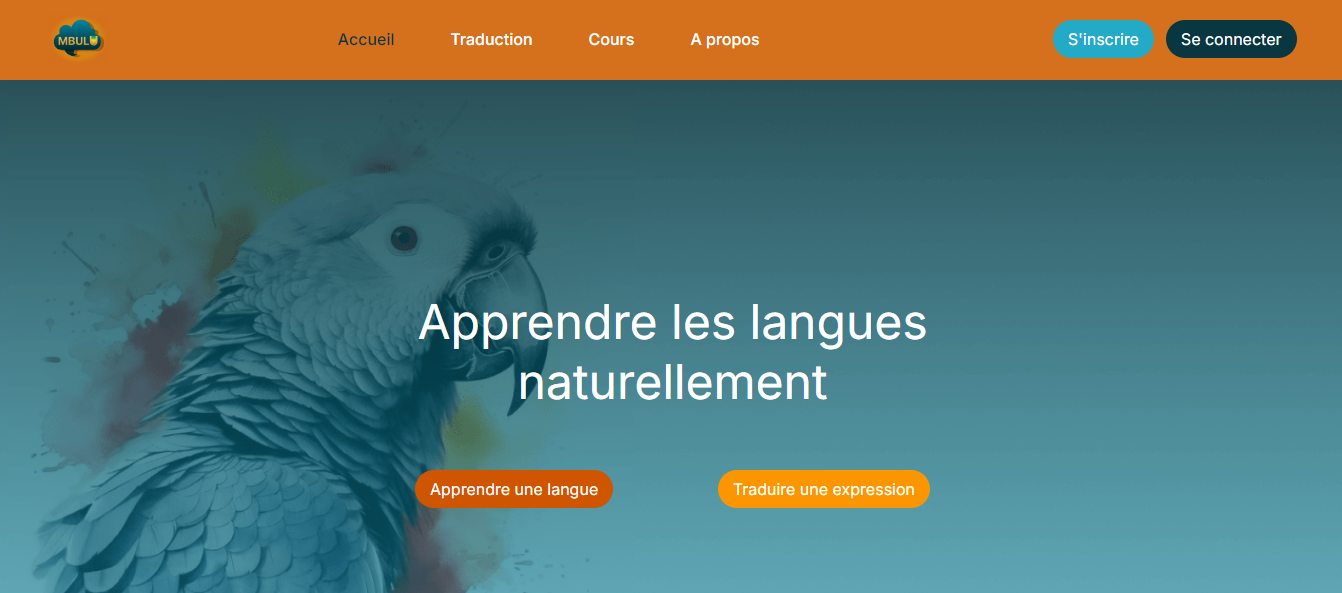 MBULU
Accueil
Traduction
Cours
A propos
S'inscrire
Se connecter
Apprendre les langues
naturellement
Apprendre une langue
Traduire une expression